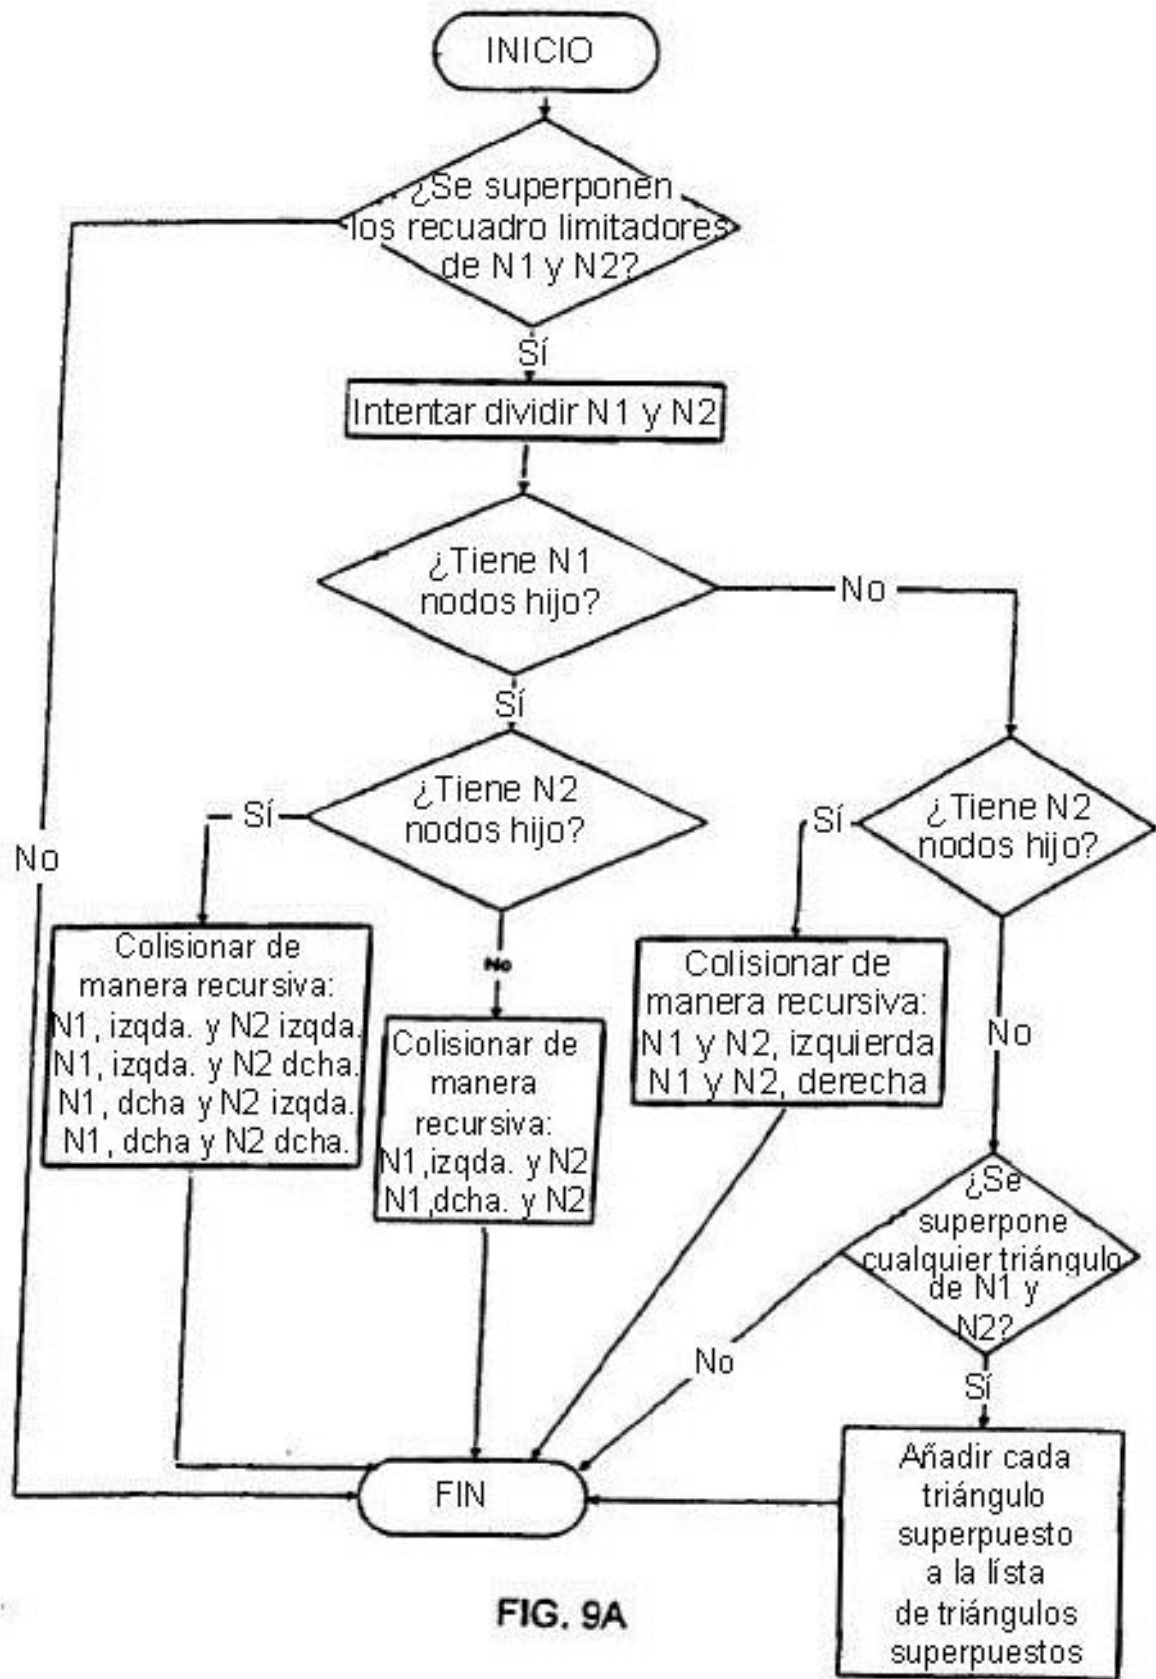 INICIO
¿Se superponen
los recuadro limitadores
de N1 y N2?
Sí
Intentar dividir N1 y N2
¿Tiene N1
nodos hijo?
No
Sí
¿Tiene N2
nodos hijo?
Sí
¿Tiene N2
nodos hijo?
Sí
No
Colisionar de
manera recursiva:
N1, izqda. y N2 izqda.
N1, izqda. y N2 dcha.
N1, dcha y N2 izqda.
N1, dcha y N2 dcha.
No
Colisionar de
manera
recursiva:
N1,izqda. y N2
N1,dcha. y N2
Colisionar de
manera recursiva:
N1 y N2, izquierda
N1 y N2, derecha
No
¿Se
superpone
cualquier triángulo
de N1 y
N2?
No
Sí
FIN
Añadir cada
triángulo
superpuesto
a la lísta
de triángulos
superpuestos
FIG. 9A